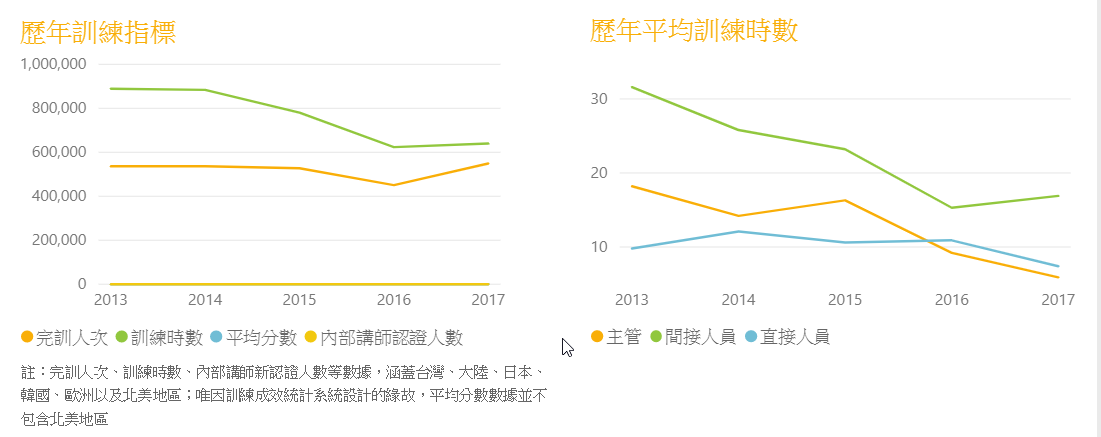 歷年訓練指標
1,000,000
800,000
600,000
400,000
200,000
0
2013 2014 2015 2016 2017
完訓人次 訓練時數 平均分數 內部講師認證人數
註：完訓人次、訓練時數、內部講師新認證人數等數據，涵蓋台灣、大陸、日本、
韓國、歐洲以及北美地區；唯因訓練成效統計系統設計的緣故，平均分數數據並不
包含北美地區
歷年平均訓練時數
30
20
10
2013 2014 2015 2016 2017
主管 間接人員 直接人員